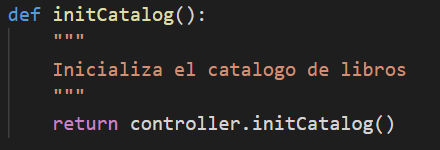 def initCatalog():
    """
    Inicializa el catalogo de libros
    """
    return controller.initCatalog()